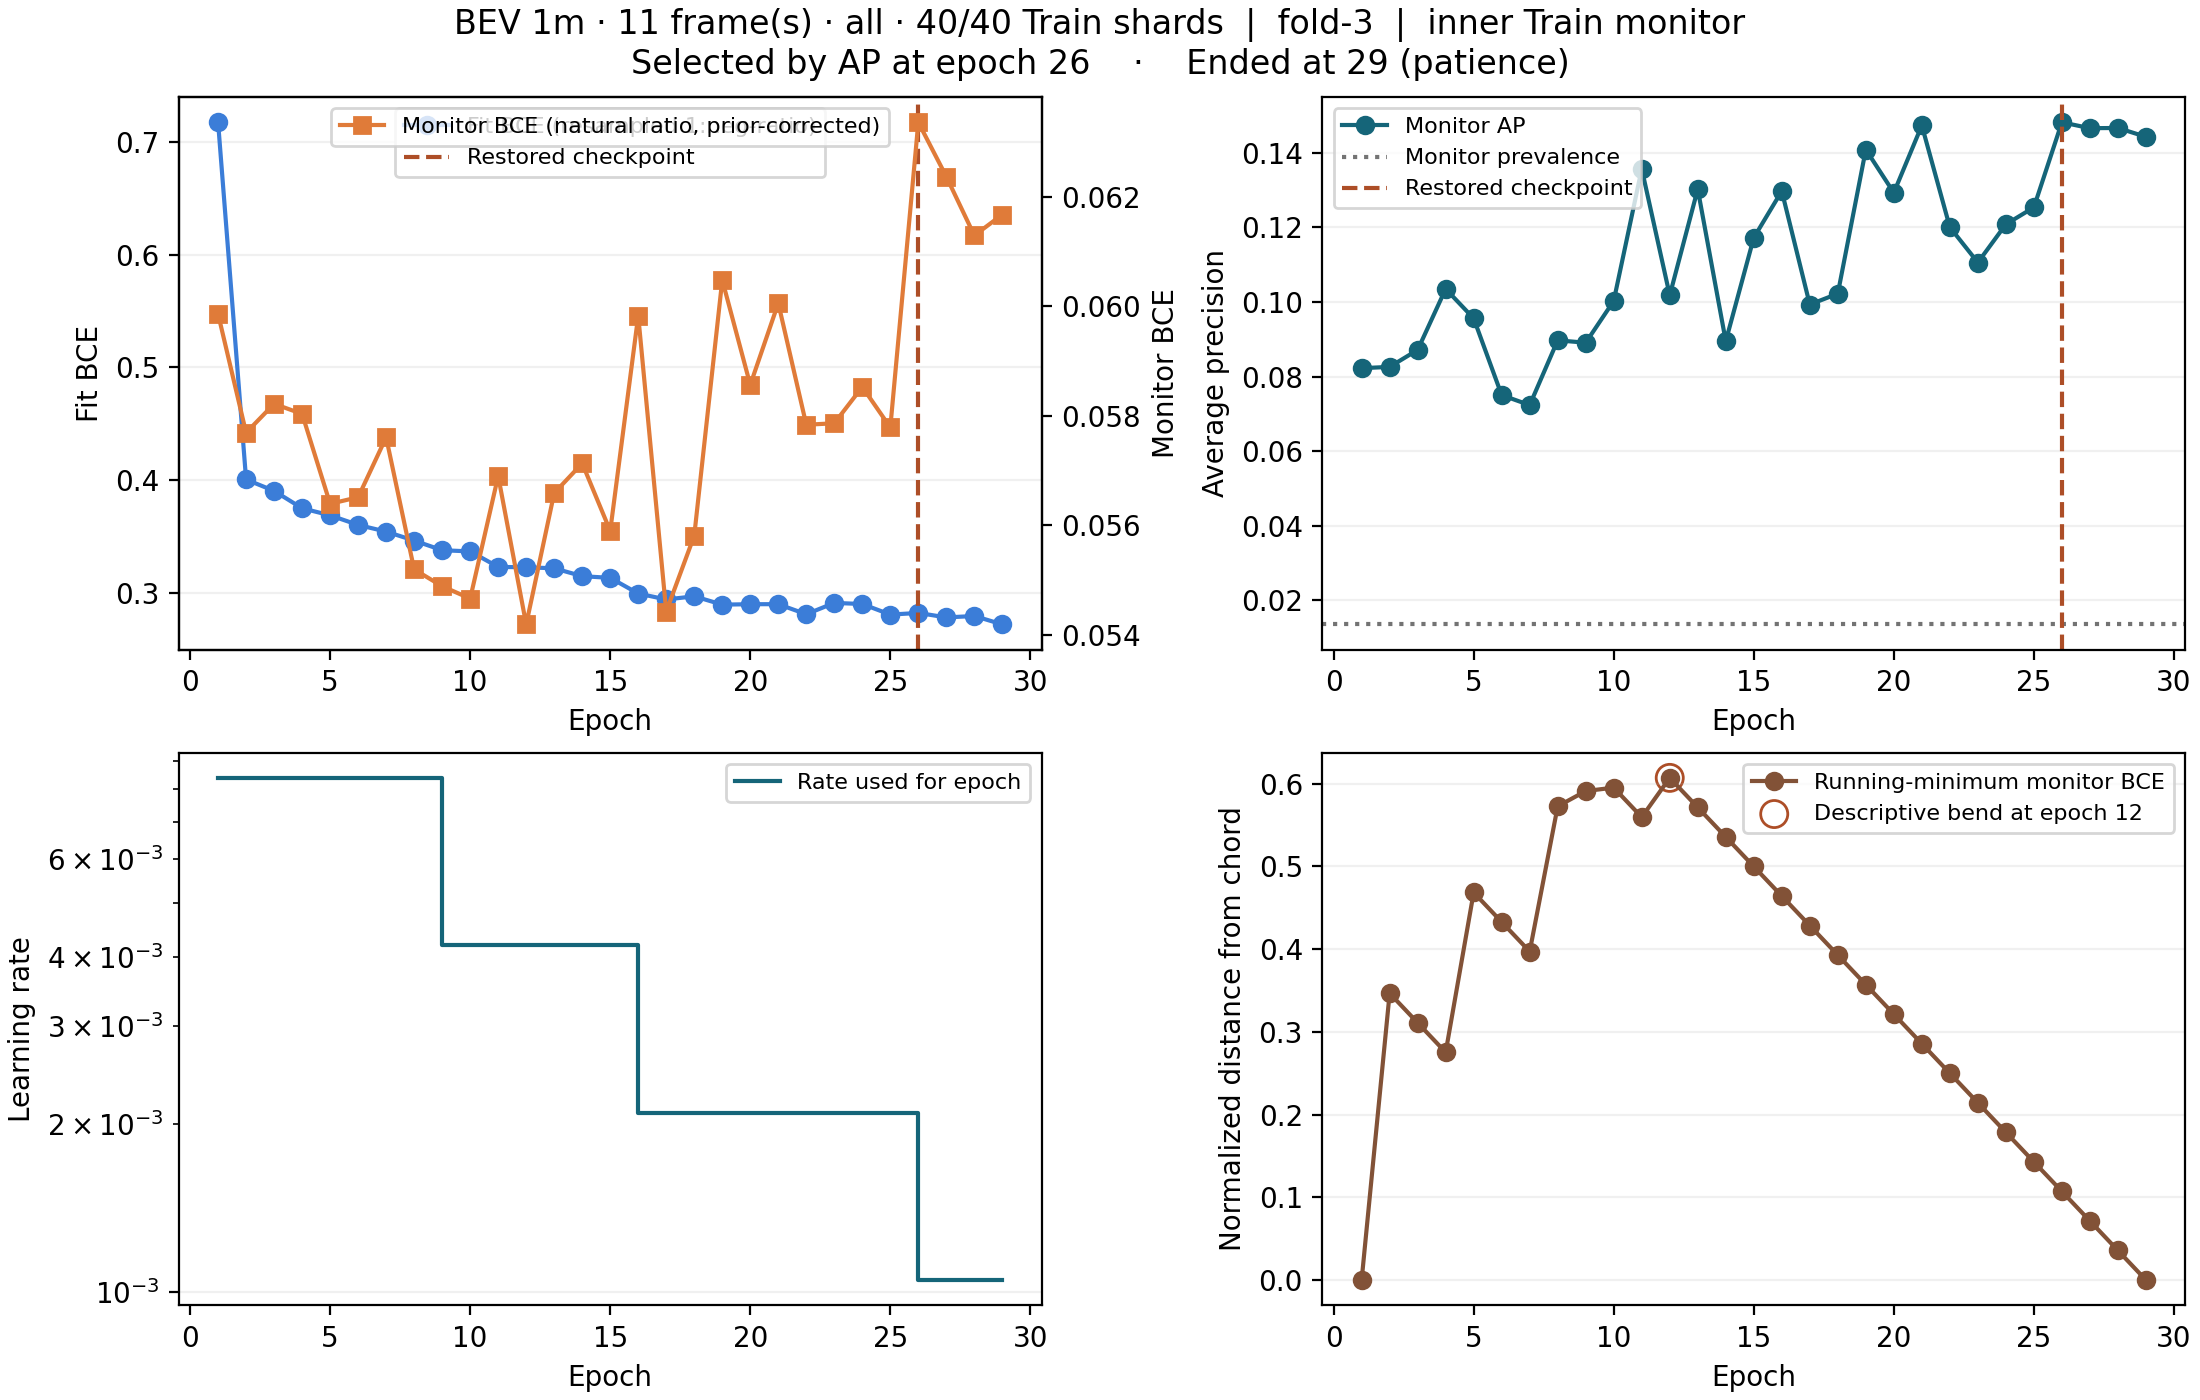 BEV 1m · 11 frame(s) · all · 40/40 Train shards | fold-3 | inner Train monitor
Selected by AP at epoch 26 · Ended at 29 (patience)
Monitor BCE (natural ratio, prior-corrected)
Restored checkpoint
0.7
0.6
0.5
0.4
0.3
Fit BCE
0.062
0.060
0.058
0.056
0.054
Monitor BCE
0 5 10 15 20 25 30
Epoch
Monitor AP
Monitor prevalence
Restored checkpoint
0.14
0.12
0.10
0.08
0.06
0.04
0.02
Average precision
0 5 10 15 20 25 30
Epoch
Rate used for epoch
6 × 10⁻³
4 × 10⁻³
3 × 10⁻³
2 × 10⁻³
10⁻³
Learning rate
0 5 10 15 20 25 30
Epoch
Running-minimum monitor BCE
Descriptive bend at epoch 12
0.6
0.5
0.4
0.3
0.2
0.1
0.0
Normalized distance from chord
0 5 10 15 20 25 30
Epoch